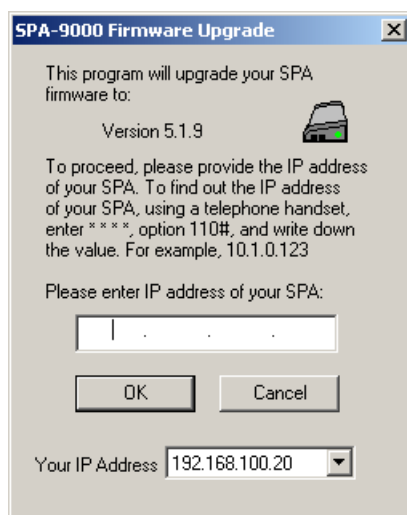 SPA-9000 Firmware Upgrade
This program will upgrade your SPA
firmware to:
Version 5.1.9
To proceed, please provide the IP address
of your SPA. To find out the IP address
of your SPA, using a telephone handset,
enter * * * *, option 110#, and write down
the value. For example, 10.1.0.123
Please enter IP address of your SPA:
. . .
OK Cancel
Your IP Address 192.168.100.20